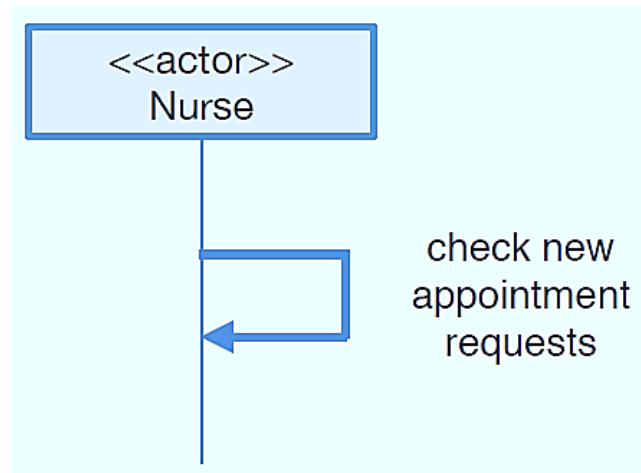 <<actor>>
Nurse
check new
appointment
requests